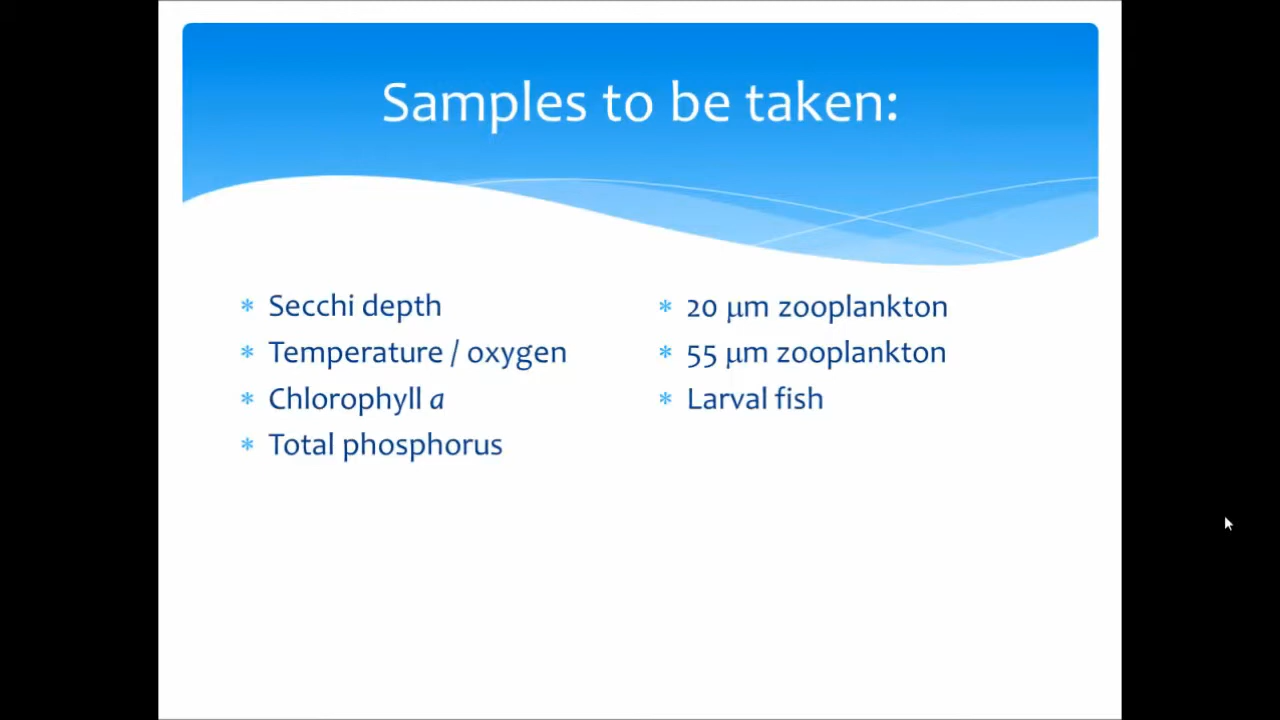 Samples to be taken:
* Secchi depth
* Temperature / oxygen
* Chlorophyll a
* Total phosphorus
* 20 µm zooplankton
* 55 µm zooplankton
* Larval fish